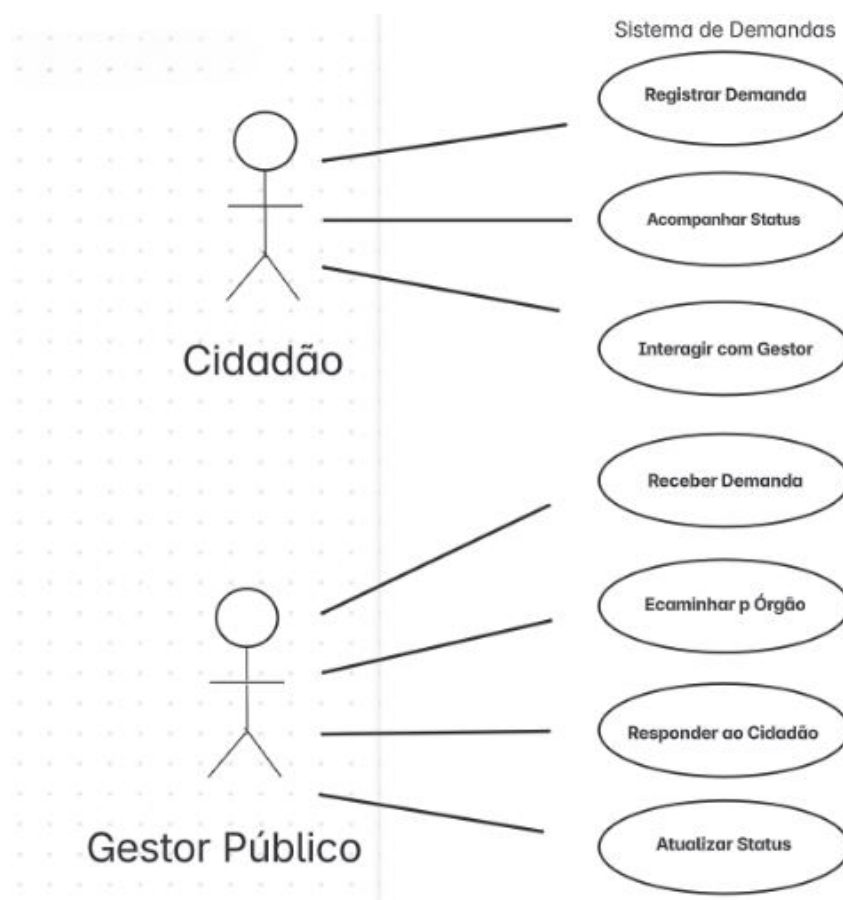 Sistema de Demandas
Registrar Demanda
Acompanhar Status
Interagir com Gestor
Cidadão
Receber Demanda
Ecaminhar p Órgão
Responder ao Cidadão
Atualizar Status
Gestor Público